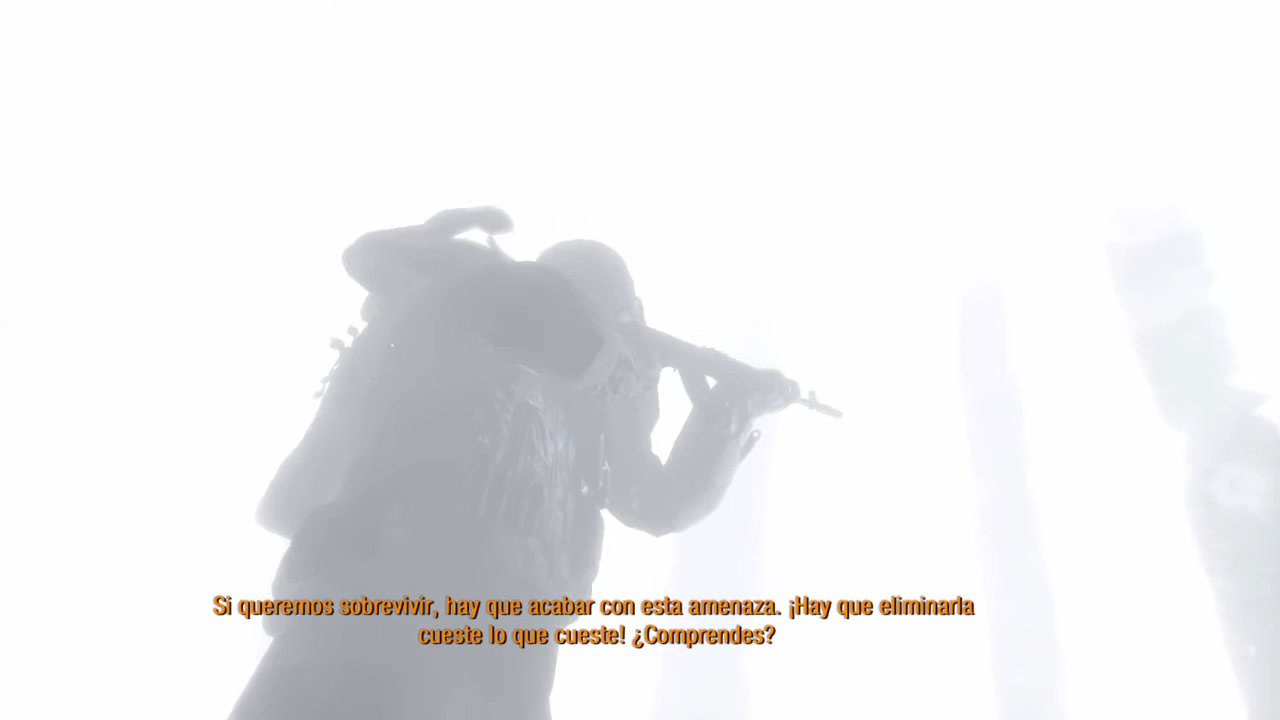 Si queremos sobrevivir, hay que acabar con esta amenaza. ¡Hay que eliminarla
cueste lo que cueste! ¿Comprendes?